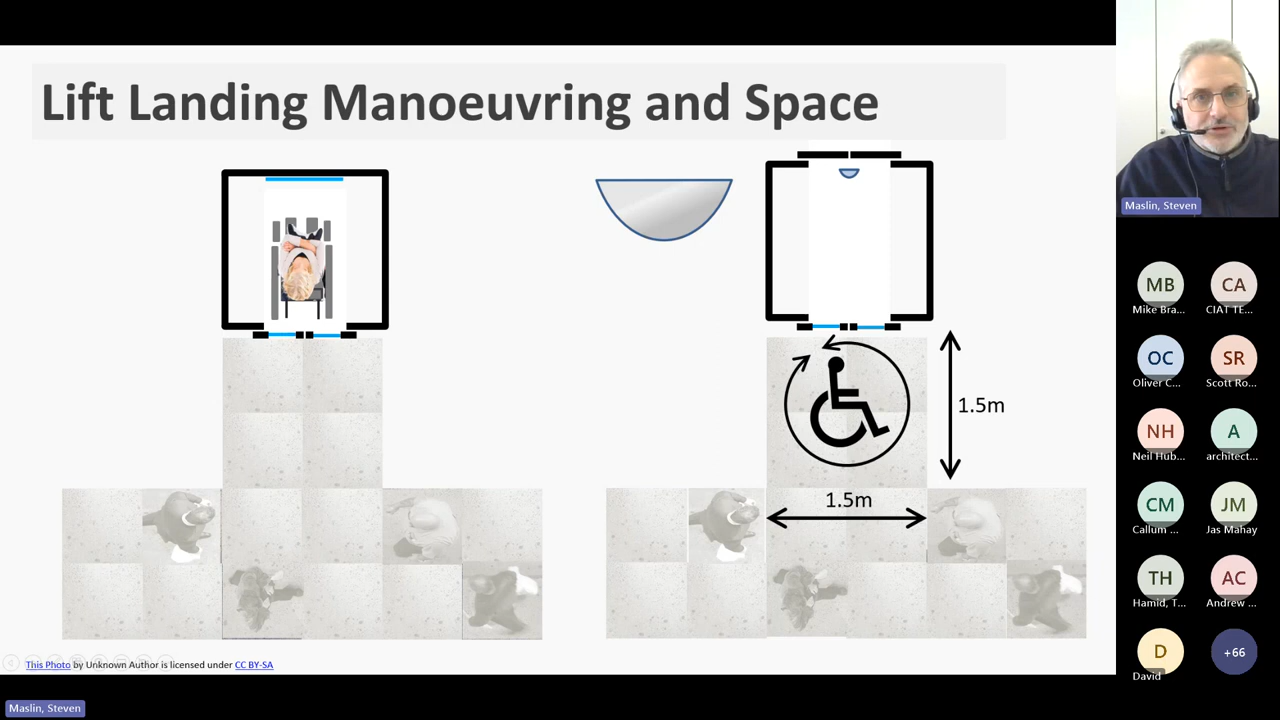 Lift Landing Manoeuvring and Space
1.5m
1.5m
This Photo by Unknown Author is licensed under CC BY-SA
Maslin, Steven
Maslin, Steven
MB
CA
Mike Bra...
CIAT TE...
OC
SR
Oliver C...
Scott Ro...
NH
A
Neil Hub...
architect...
CM
JM
Callum ...
Jas Mahay
TH
AC
Hamid, T...
Andrew ...
D
+66
David